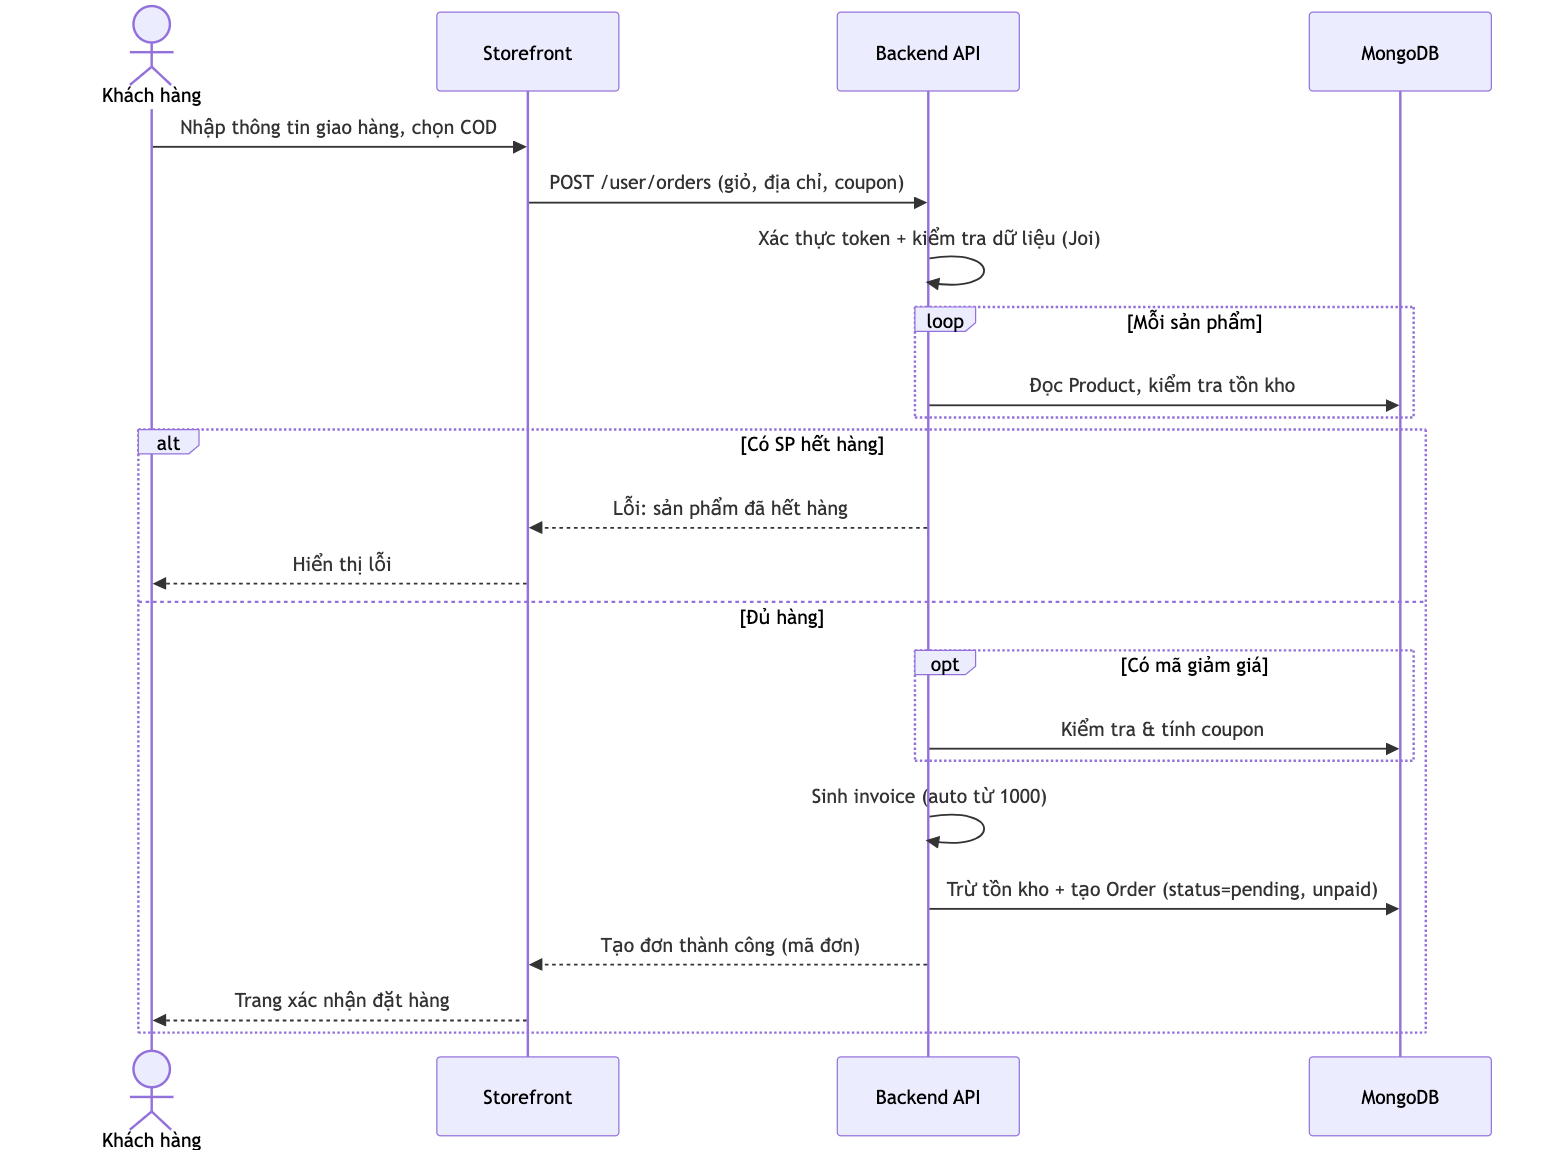 Khách hàng
Storefront
Backend API
MongoDB
Nhập thông tin giao hàng, chọn COD
POST /user/orders (giỏ, địa chỉ, coupon)
Xác thực token + kiểm tra dữ liệu (Joi)
loop
[Mỗi sản phẩm]
Đọc Product, kiểm tra tồn kho
alt
[Có SP hết hàng]
Lỗi: sản phẩm đã hết hàng
Hiển thị lỗi
[Đủ hàng]
opt
[Có mã giảm giá]
Kiểm tra & tính coupon
Sinh invoice (auto từ 1000)
Trừ tồn kho + tạo Order (status=pending, unpaid)
Tạo đơn thành công (mã đơn)
Trang xác nhận đặt hàng
Khách hàng
Storefront
Backend API
MongoDB